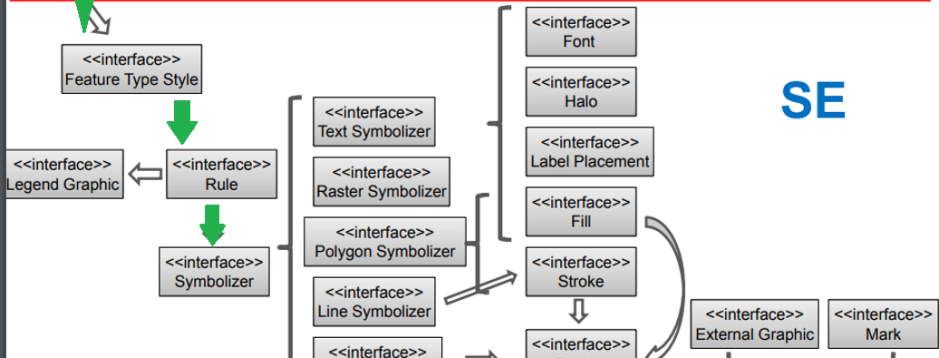 <<interface>>
Feature Type Style
<<interface>>
Legend Graphic
<<interface>>
Rule
<<interface>>
Symbolizer
<<interface>>
Text Symbolizer
<<interface>>
Raster Symbolizer
<<interface>>
Polygon Symbolizer
<<interface>>
Line Symbolizer
<<interface>>
<<interface>>
Font
<<interface>>
Halo
<<interface>>
Label Placement
<<interface>>
Fill
<<interface>>
Stroke
<<interface>>
SE
<<interface>>
External Graphic
<<interface>>
Mark